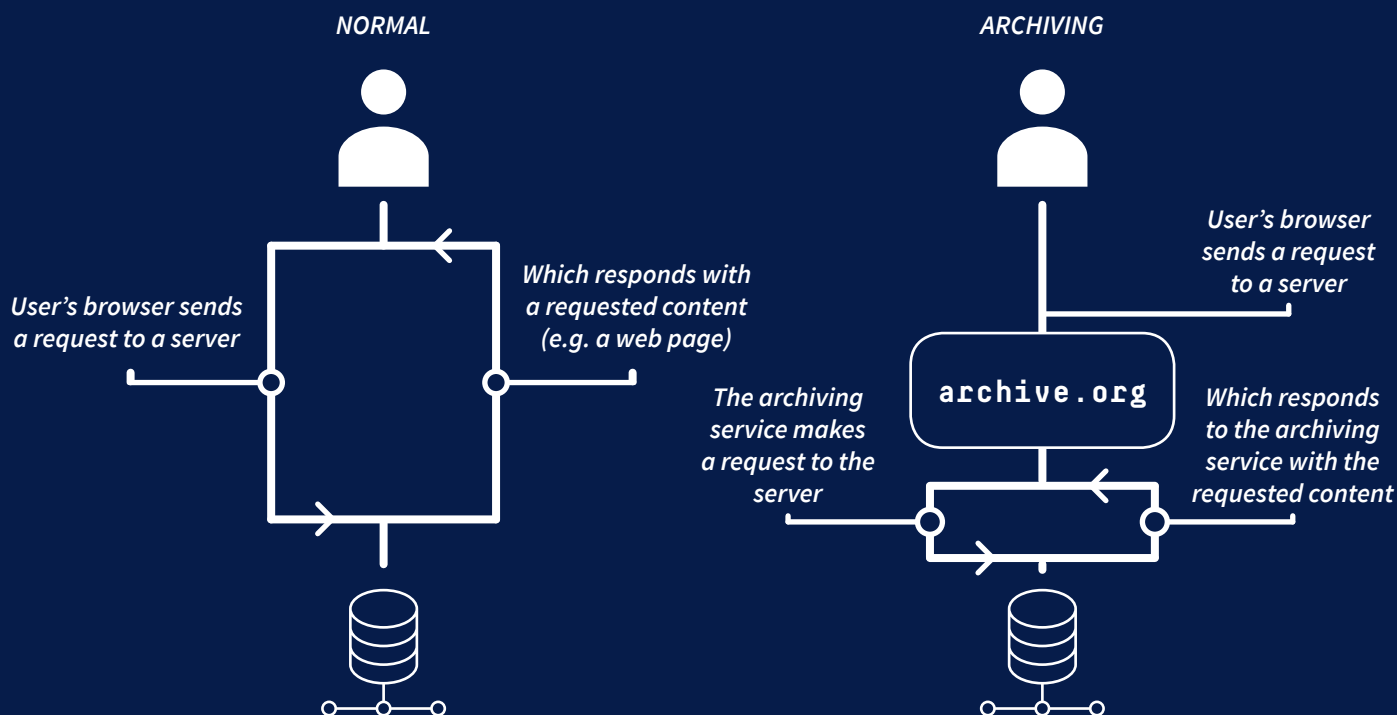 NORMAL
User’s browser sends
a request to a server
Which responds with
a requested content
(e.g. a web page)
ARCHIVING
User’s browser
sends a request
to a server
archive.org
The archiving
service makes
a request to the
server
Which responds
to the archiving
service with the
requested content